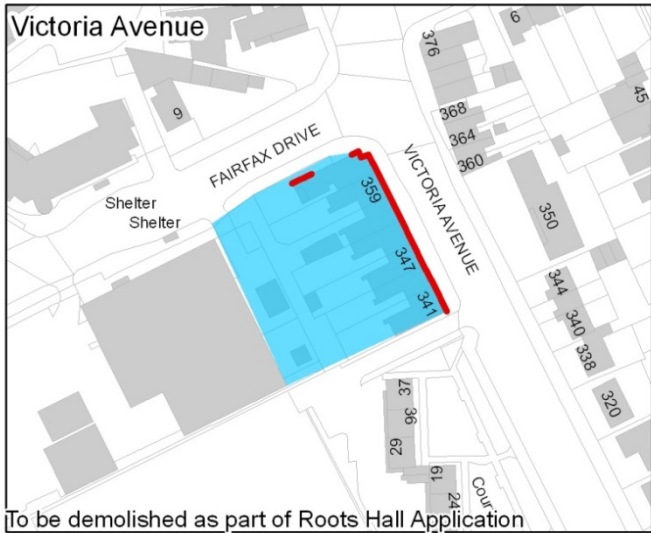 Victoria Avenue
6
376
45
9
368
364
360
FAIRFAX DRIVE
VICTORIA AVENUE
359
350
Shelter
Shelter
347
344
341
340
338
320
37
36
29
19
24
Cour
To be demolished as part of Roots Hall Application